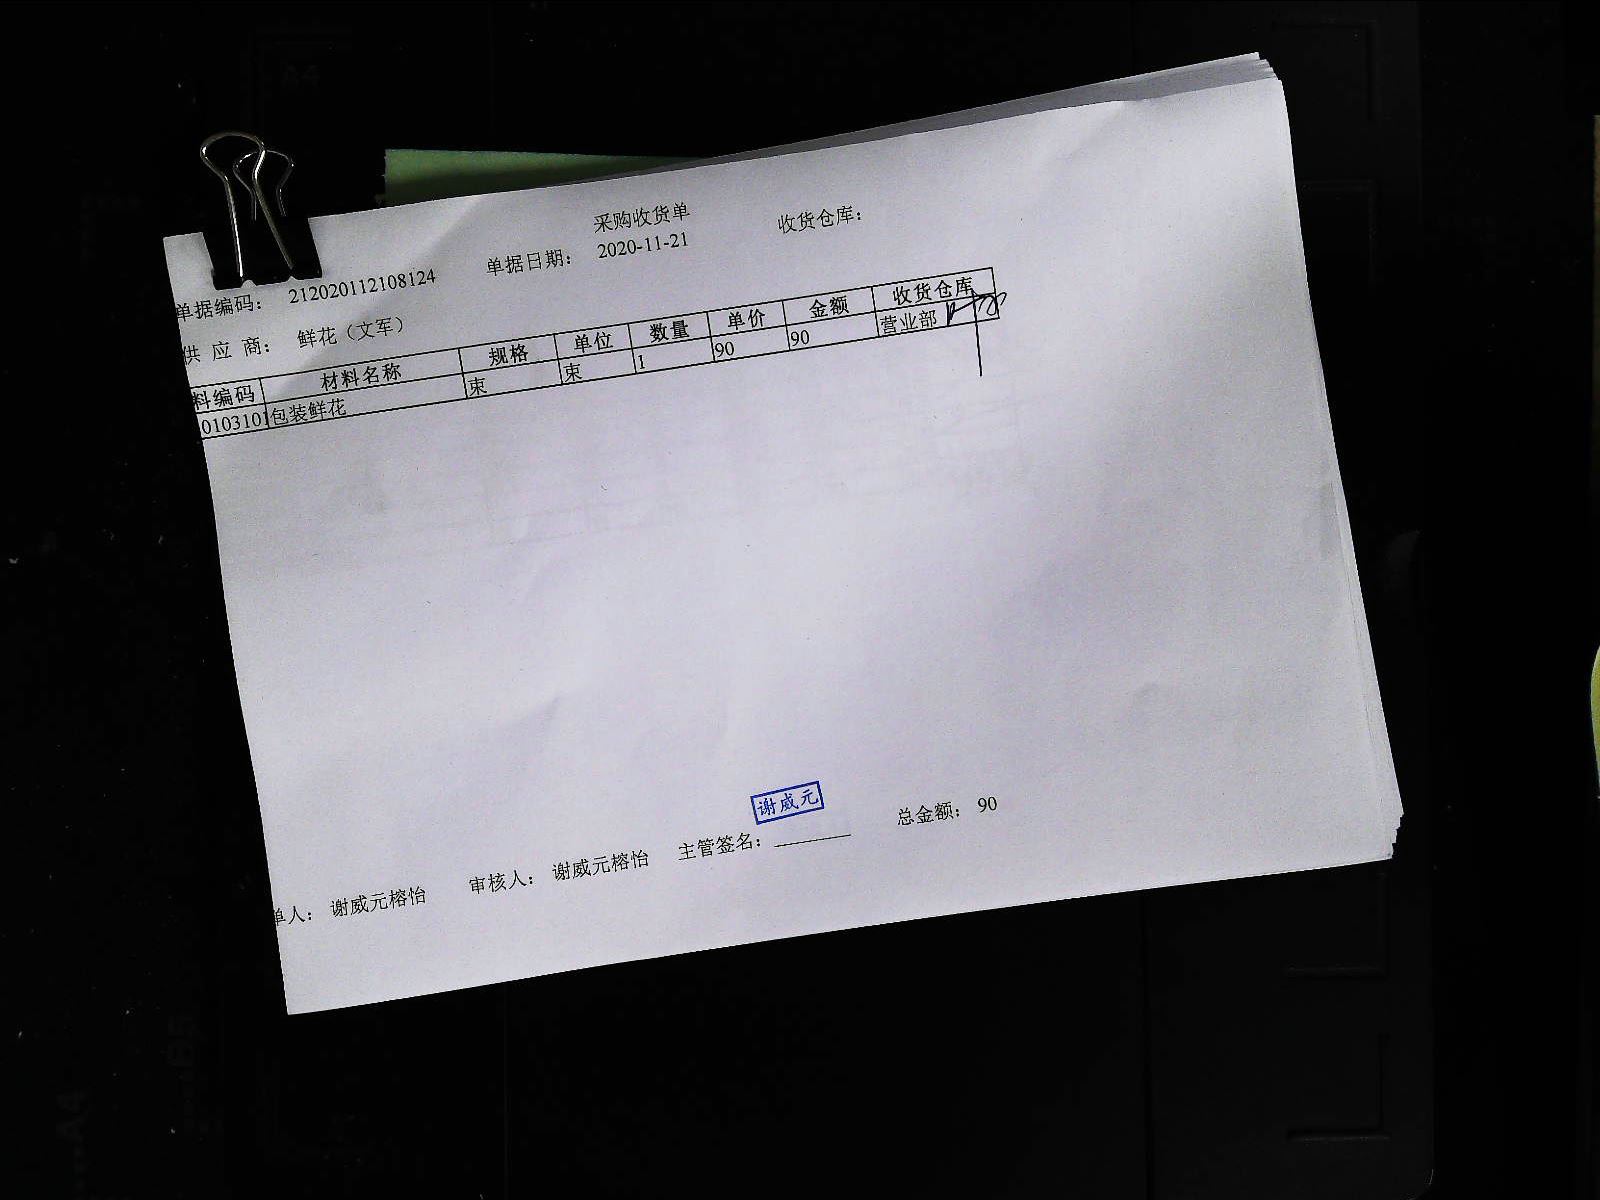 采购收货单
单据编码： 212020112108124 单据日期： 2020-11-21 收货仓库：
供 应 商： 鲜花（文军）
料编码 材料名称 规格 单位 数量 单价 金额 收货仓库
0103101 包装鲜花 束 束 1 90 90 营业部
谢威元
单人： 谢威元榕怡 审核人： 谢威元榕怡 主管签名： 总金额： 90